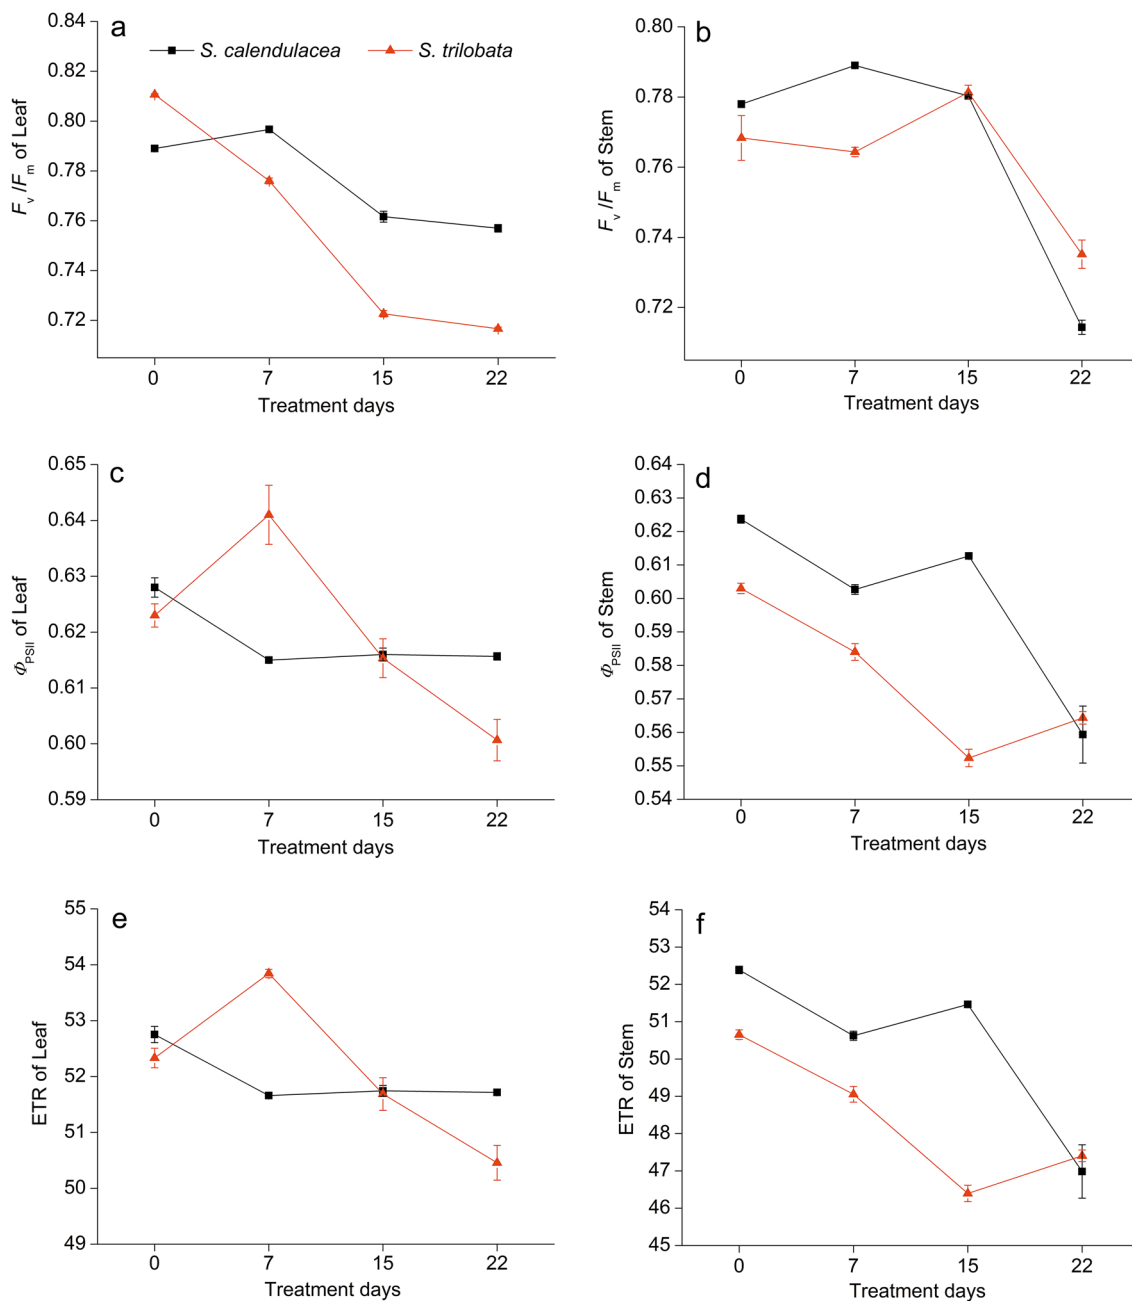 a
S. calendulacea
S. trilobata
0.84
0.82
0.80
0.78
0.76
0.74
0.72
Fv /Fm of Leaf
0 7 15 22
Treatment days
b
0.80
0.78
0.76
0.74
0.72
Fv /Fm of Stem
0 7 15 22
Treatment days
c
0.65
0.64
0.63
0.62
0.61
0.60
0.59
ΦPSII of Leaf
0 7 15 22
Treatment days
d
0.64
0.63
0.62
0.61
0.60
0.59
0.58
0.57
0.56
0.55
0.54
ΦPSII of Stem
0 7 15 22
Treatment days
e
55
54
53
52
51
50
49
ETR of Leaf
0 7 15 22
Treatment days
f
54
53
52
51
50
49
48
47
46
45
ETR of Stem
0 7 15 22
Treatment days